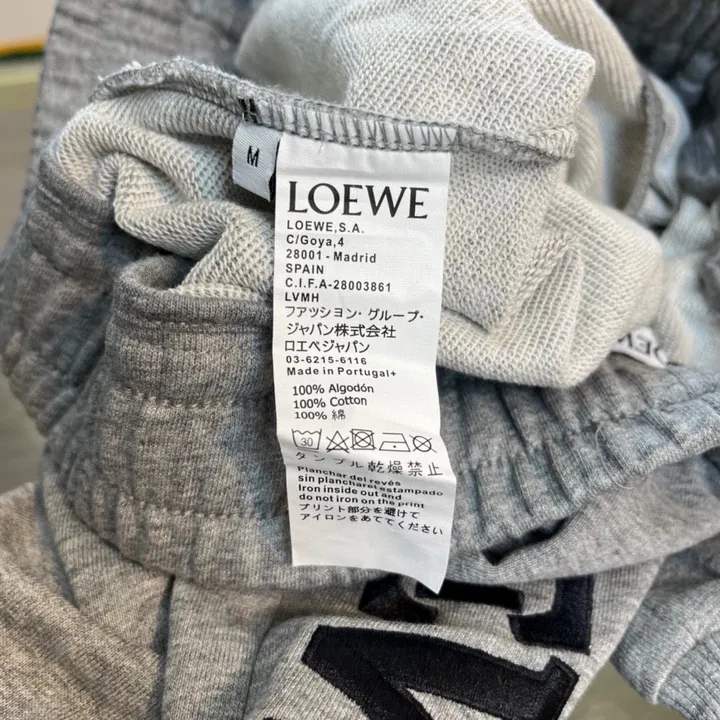 M
LOEWE
LOEWE,S.A.
C/Goya,4
28001 - Madrid
SPAIN
C.I.F.A-28003861
LVMH
ファッション・グループ・
ジャパン株式会社
ロエベジャパン
03-6215-6116
Made in Portugal+
100% Algodón
100% Cotton
100% 綿
30
タンブル乾燥禁止
Planchar del revés
sin planchar el estampado
Iron inside out and
do not iron on the print
プリント部分を避けて
アイロンをあててください